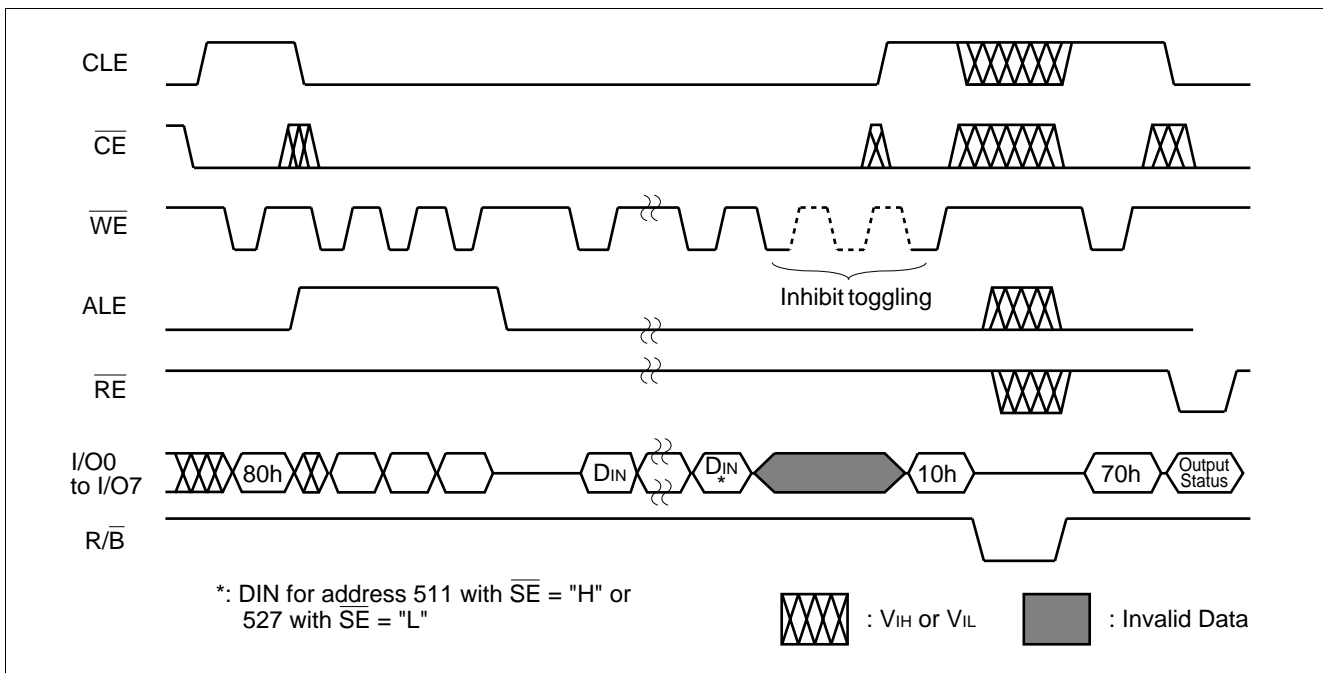 CLE
CE
WE
Inhibit toggling
ALE
RE
I/O0
to I/O7
80h
DIN
DIN
*
10h
70h
Output
Status
R/B
*: DIN for address 511 with SE = "H" or
527 with SE = "L"
: VIH or VIL
: Invalid Data